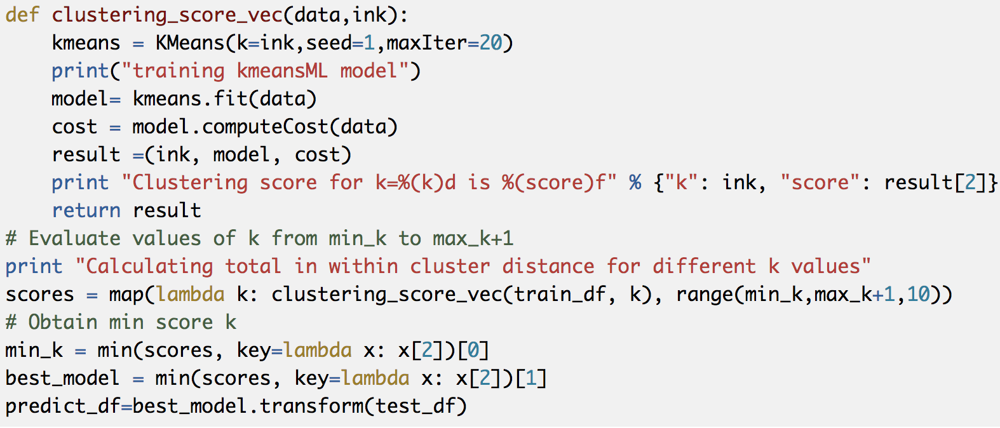 def clustering_score_vec(data,ink):
    kmeans = KMeans(k=ink,seed=1,maxIter=20)
    print("training kmeansML model")
    model= kmeans.fit(data)
    cost = model.computeCost(data)
    result =(ink, model, cost)
    print "Clustering score for k=%(k)d is %(score)f" % {"k": ink, "score": result[2]}
    return result
# Evaluate values of k from min_k to max_k+1
print "Calculating total in within cluster distance for different k values"
scores = map(lambda k: clustering_score_vec(train_df, k), range(min_k,max_k+1,10))
# Obtain min score k
min_k = min(scores, key=lambda x: x[2])[0]
best_model = min(scores, key=lambda x: x[2])[1]
predict_df=best_model.transform(test_df)